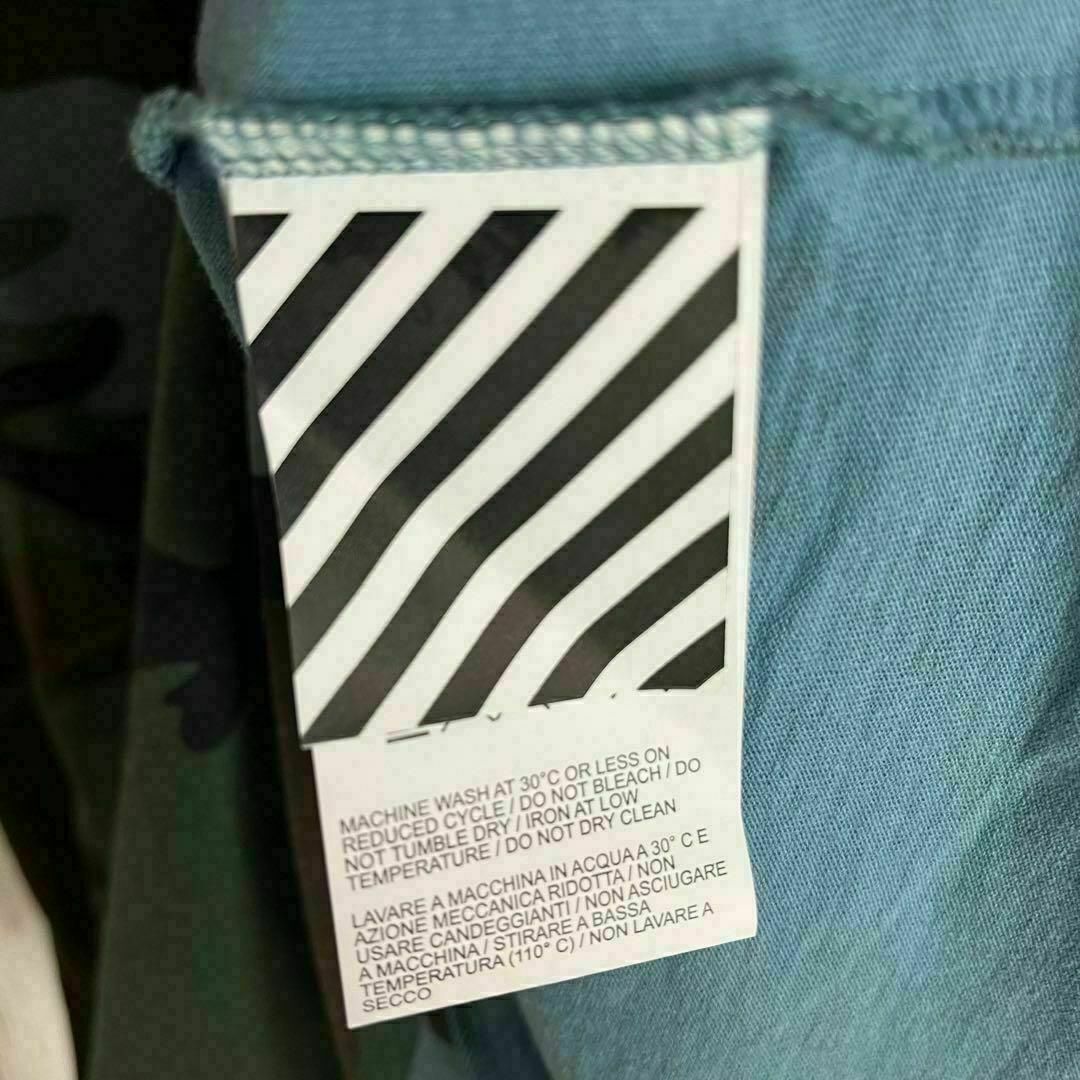 MACHINE WASH AT 30°C OR LESS ON
REDUCED CYCLE / DO NOT BLEACH / DO
NOT TUMBLE DRY / IRON AT LOW
TEMPERATURE / DO NOT DRY CLEAN
LAVARE A MACCHINA IN ACQUA A 30° C E
AZIONE MECCANICA RIDOTTA / NON
USARE CANDEGGIANTI / NON ASCIUGARE
A MACCHINA / STIRARE A BASSA
TEMPERATURA (110° C) / NON LAVARE A
SECCO